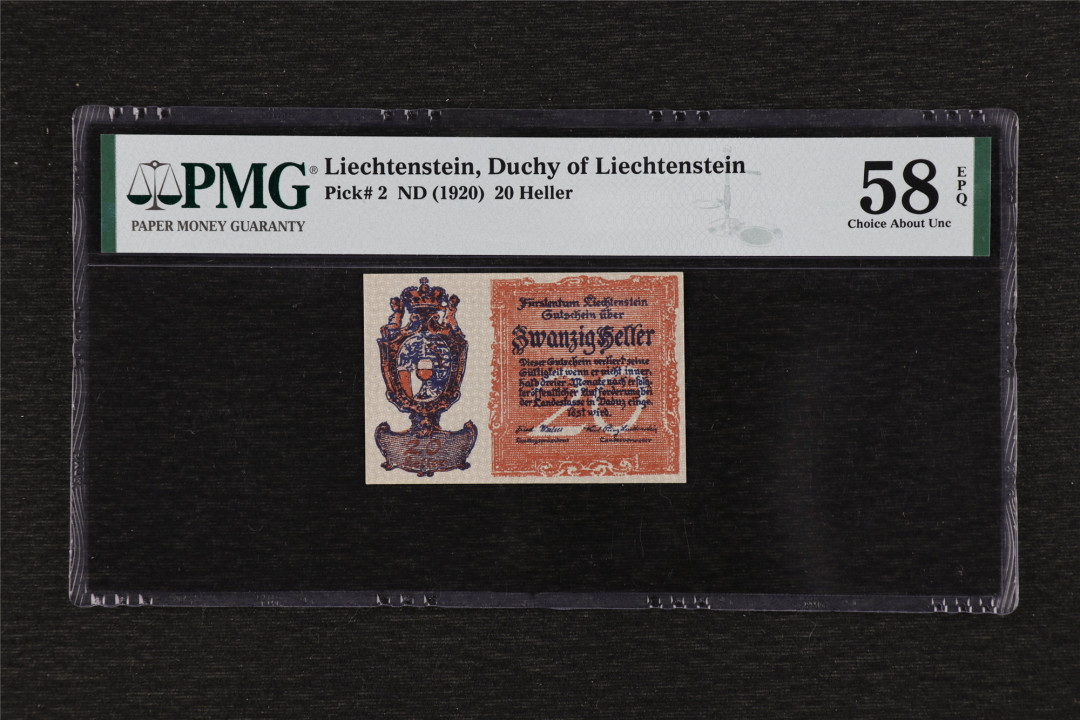 PMG®
PAPER MONEY GUARANTY
Liechtenstein, Duchy of Liechtenstein
Pick# 2 ND (1920) 20 Heller
58
EPQ
Choice About Unc
Fürstentum Liechtenstein
Gutschein über
Zwanzig Heller
Dieser Gutschein verliert seine
Gültigkeit wenn er nicht inner-
halb dreier Monate nach erfolg-
ter öffentlicher Aufforderung bei
der Landeskasse in Vaduz einge-
löst wird.
20
20